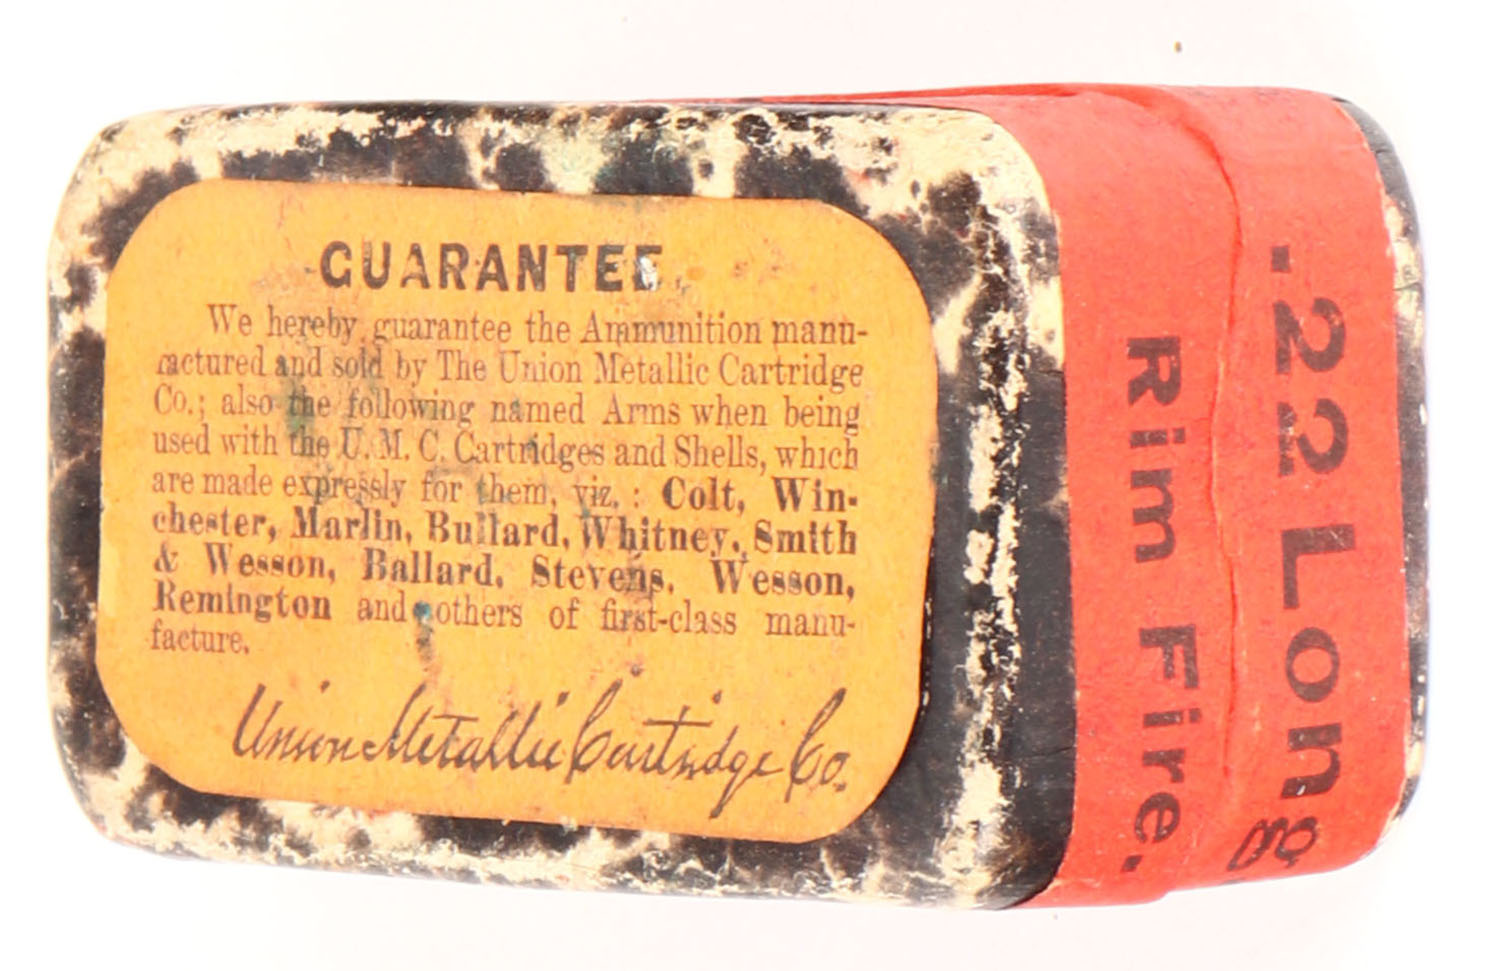 GUARANTEE.
We hereby guarantee the Ammunition manu-
factured and sold by The Union Metallic Cartridge
Co.; also the following named Arms when being
used with the U. M. C. Cartridges and Shells, which
are made expressly for them, viz. : Colt, Win-
chester, Marlin, Bullard, Whitney, Smith
& Wesson, Ballard, Stevens, Wesson,
Remington and others of first-class manu-
facture.
Union Metallic Cartridge Co.
.22 Long
Rim Fire.